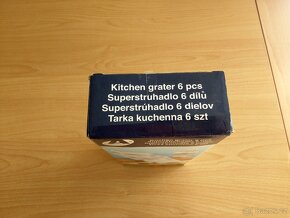 Kitchen grater 6 pcs
Superstruhadlo 6 dílů
Superstrúhadlo 6 dielov
Tarka kuchenna 6 szt